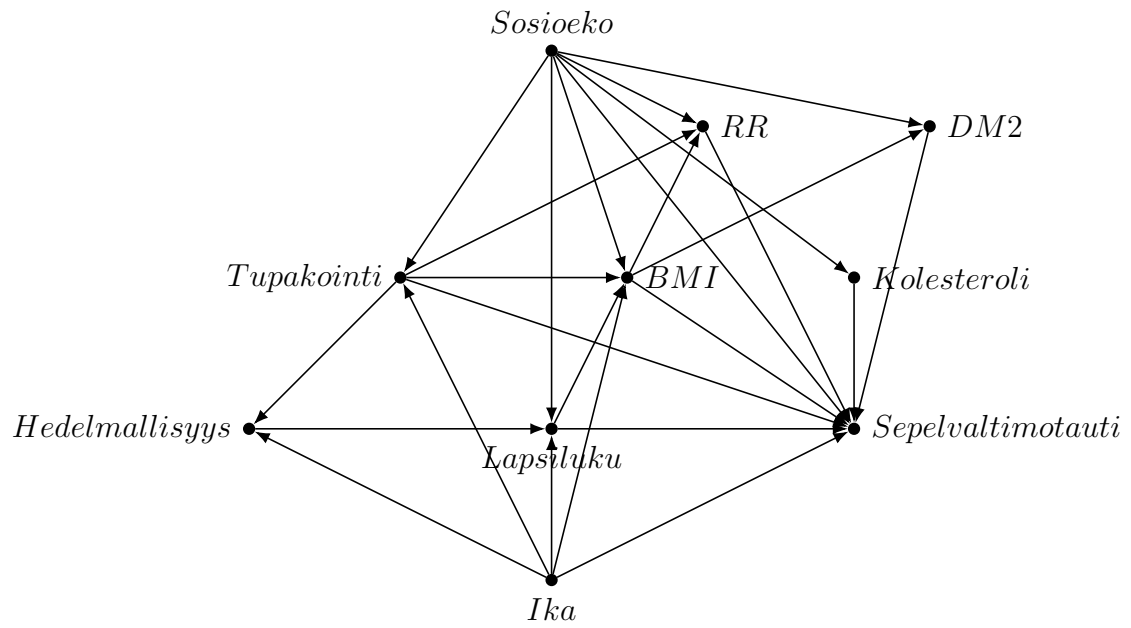 Sosioeko
RR
DM2
Tupakointi
BMI
Kolesteroli
Hedelmallisyys
Lapsiluku
Sepelvaltimotauti
Ika